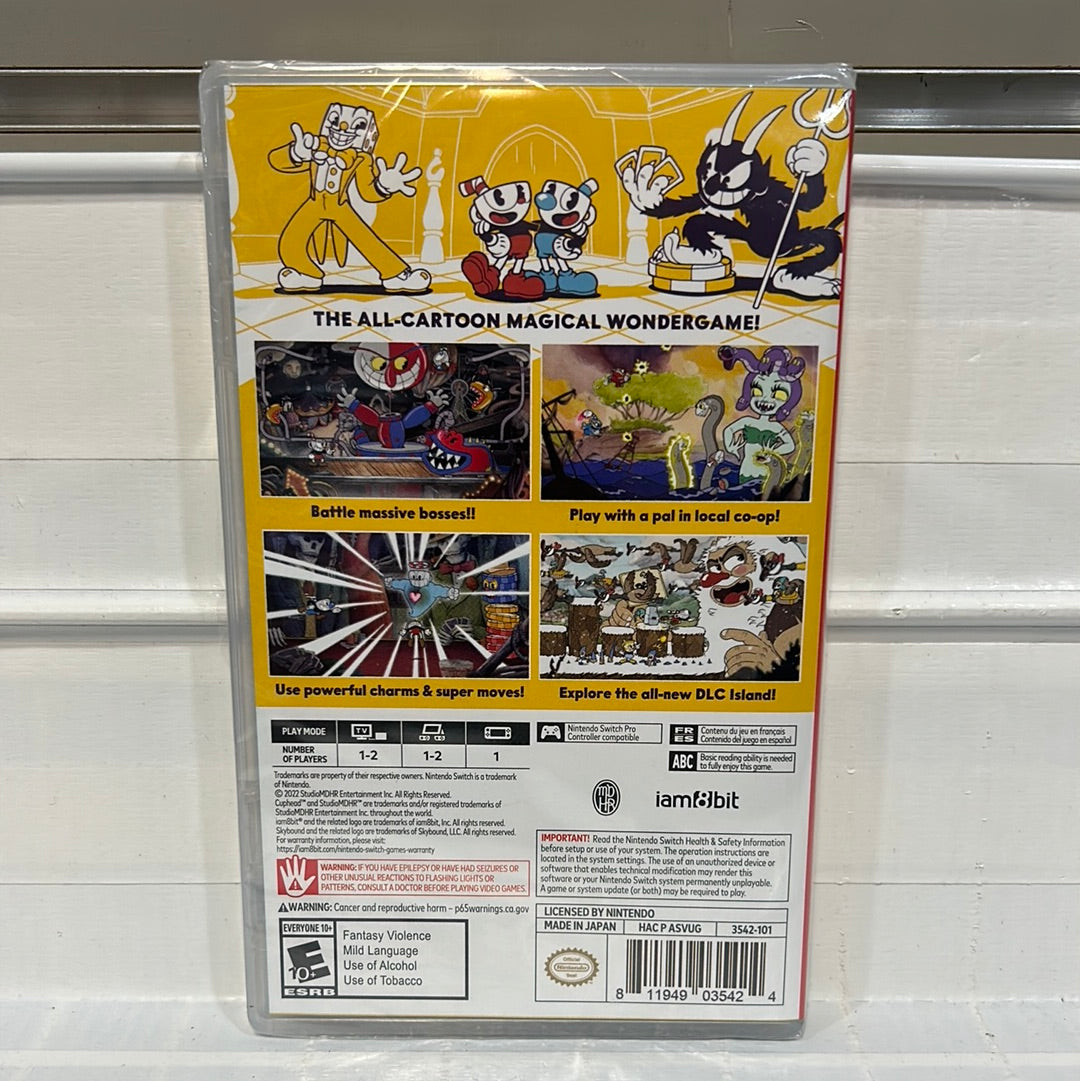 THE ALL-CARTOON MAGICAL WONDERGAME!
Battle massive bosses!!
Play with a pal in local co-op!
Use powerful charms & super moves!
Explore the all-new DLC Island!
PLAY MODE
TV
NUMBER
OF PLAYERS
1-2
1-2
1
Nintendo Switch Pro
Controller compatible
FR
ES
Contenu du jeu en français
Contenido del juego en español
ABC
Basic reading ability is needed
to fully enjoy this game.
Trademarks are property of their respective owners. Nintendo Switch is a trademark
of Nintendo.
© 2022 StudioMDHR Entertainment Inc. All Rights Reserved.
Cuphead™ and StudioMDHR™ are trademarks and/or registered trademarks of
StudioMDHR Entertainment Inc. throughout the world.
iam8bit® and the related logo are trademarks of iam8bit, Inc. All rights reserved.
Skybound and the related logo are trademarks of Skybound, LLC. All rights reserved.
For warranty information, please visit:
https://iam8bit.com/nintendo-switch-games-warranty
MDHR
iam8bit
WARNING: IF YOU HAVE EPILEPSY OR HAVE HAD SEIZURES OR
OTHER UNUSUAL REACTIONS TO FLASHING LIGHTS OR
PATTERNS, CONSULT A DOCTOR BEFORE PLAYING VIDEO GAMES.
WARNING: Cancer and reproductive harm – p65warnings.ca.gov
IMPORTANT! Read the Nintendo Switch Health & Safety Information
before setup or use of your system. The operation instructions are
located in the system settings. The use of an unauthorized device or
software that enables technical modification may render this
software or your Nintendo Switch system permanently unplayable.
A game or system update (or both) may be required to play.
EVERYONE 10+
E
10+
ESRB
Fantasy Violence
Mild Language
Use of Alcohol
Use of Tobacco
LICENSED BY NINTENDO
MADE IN JAPAN
HAC P ASVUG
3542-101
Official
Nintendo
Seal
8 11949 03542 4